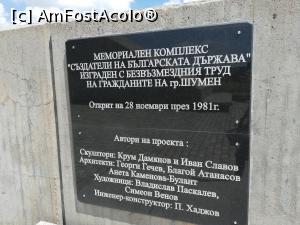 [c] AmFostAcolo®
МЕМОРИАЛЕН КОМПЛЕКС
"СЪЗДАТЕЛИ НА БЪЛГАРСКАТА ДЪРЖАВА"
ИЗГРАДЕН С БЕЗВЪЗМЕЗДНИЯ ТРУД
НА ГРАЖДАНИТЕ НА гр.ШУМЕН
Открит на 28 ноември през 1981г.
Автори на проекта :
Скулптори: Крум Дамянов и Иван Славов
Архитекти: Георги Гечев, Благой Атанасов
Анета Каменова-Булант
Художници: Владислав Паскалев,
Симеон Венов
Инженер-конструктор: П. Хаджов